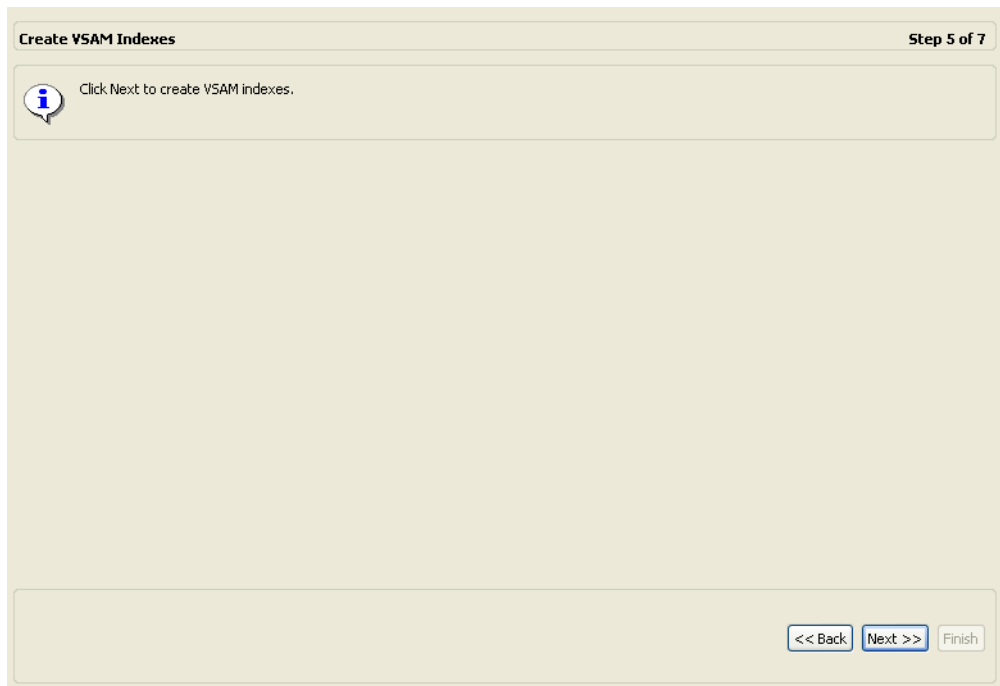 Create VSAM Indexes Step 5 of 7
Click Next to create VSAM indexes.
<< Back Next >> Finish